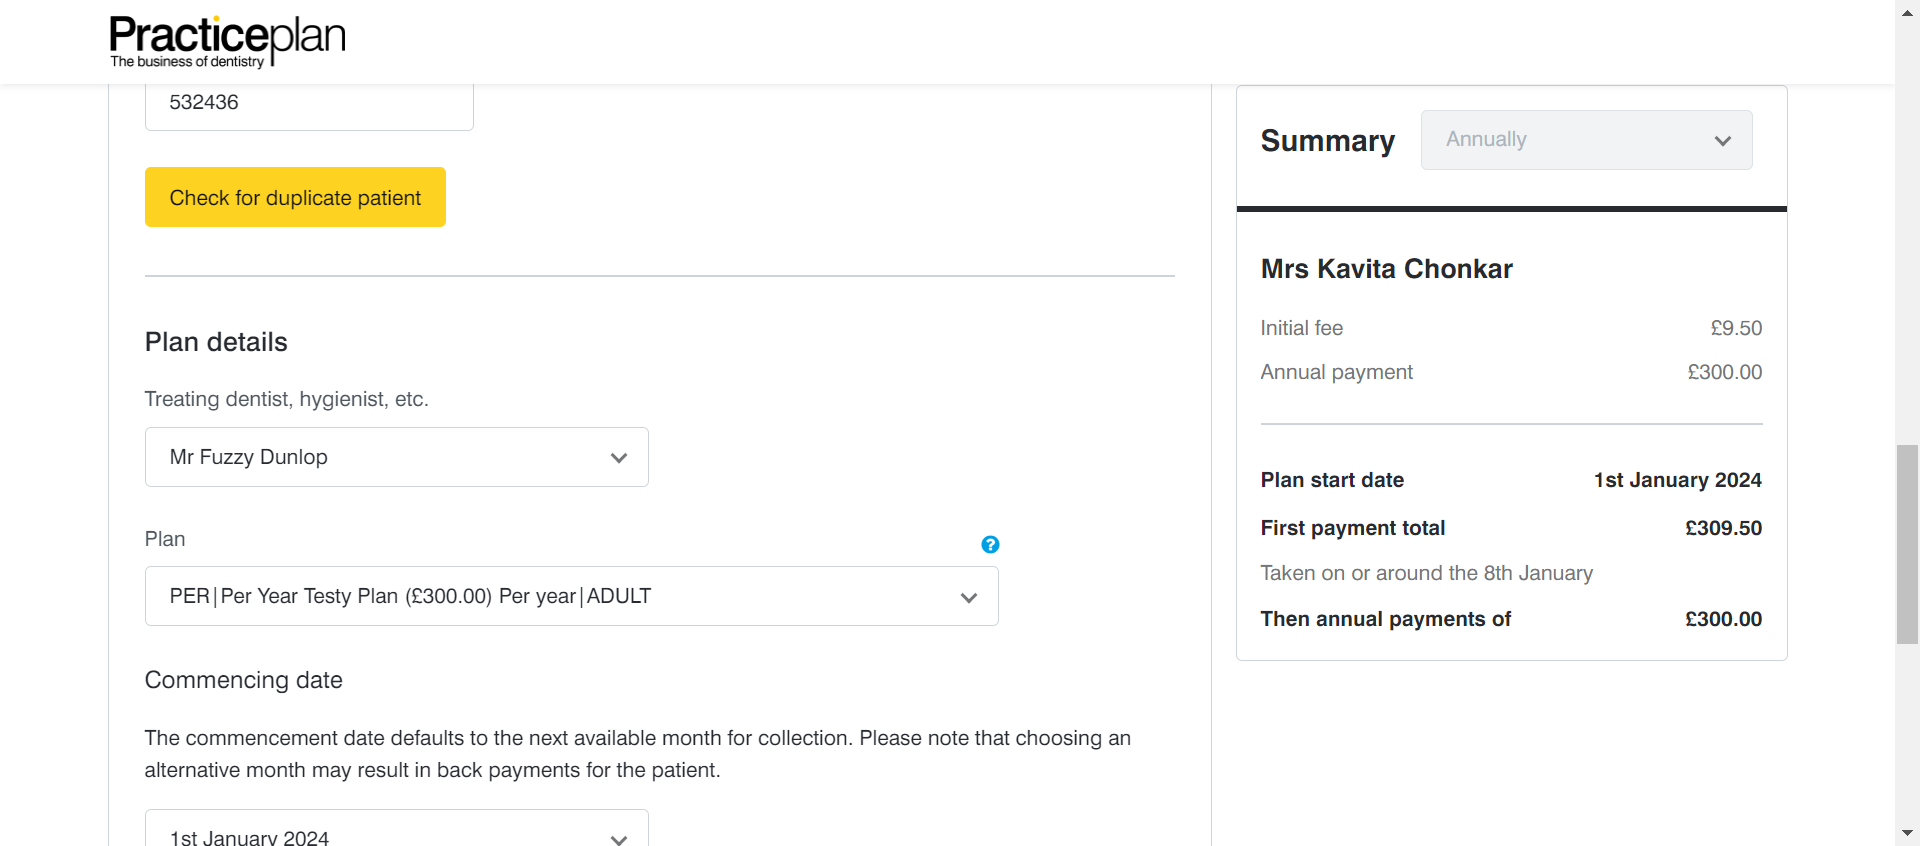 Practiceplan
The business of dentistry
532436
Check for duplicate patient
Plan details
Treating dentist, hygienist, etc.
Mr Fuzzy Dunlop
Plan
?
PER|Per Year Testy Plan (£300.00) Per year|ADULT
Commencing date
The commencement date defaults to the next available month for collection. Please note that choosing an
alternative month may result in back payments for the patient.
1st January 2024
Summary
Annually
Mrs Kavita Chonkar
Initial fee £9.50
Annual payment £300.00
Plan start date 1st January 2024
First payment total £309.50
Taken on or around the 8th January
Then annual payments of £300.00